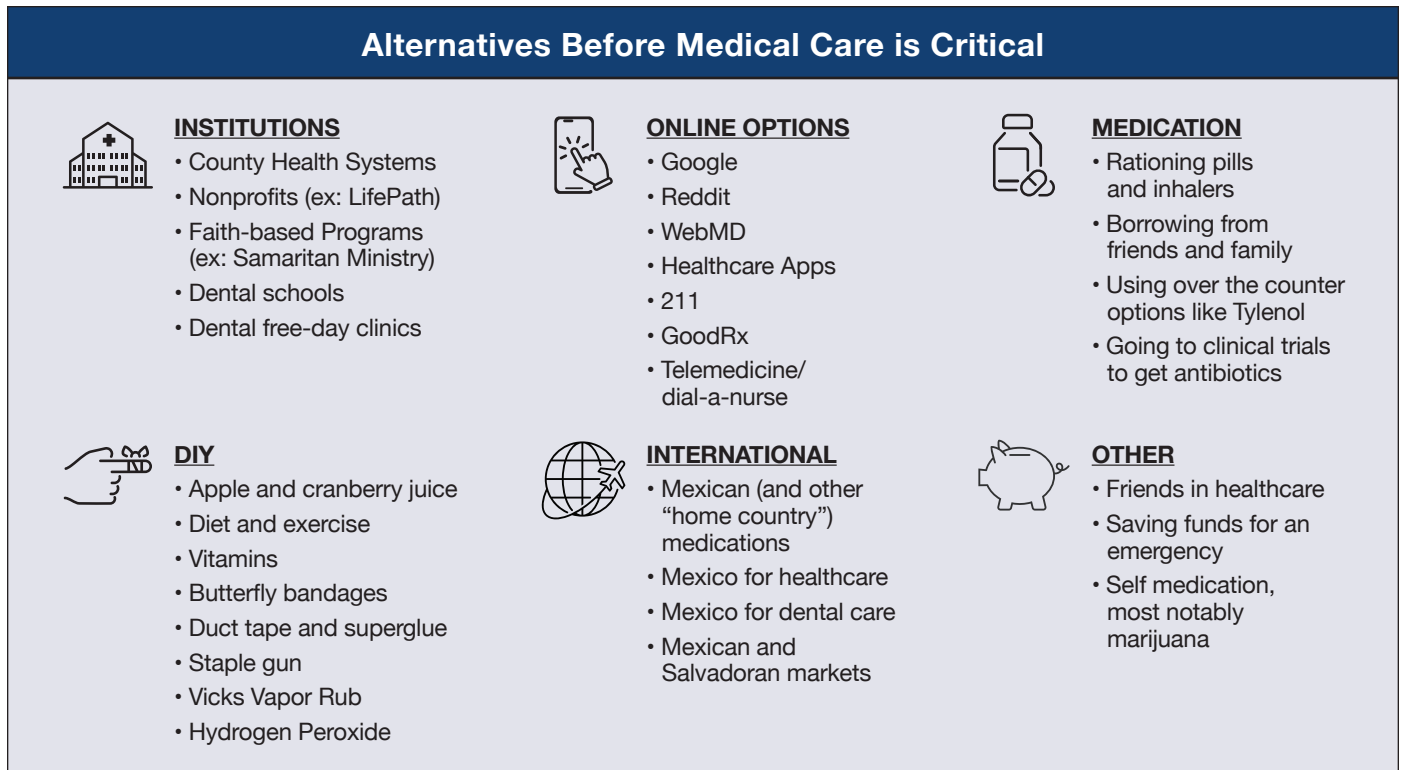 Alternatives Before Medical Care is Critical
INSTITUTIONS
• County Health Systems
• Nonprofits (ex: LifePath)
• Faith-based Programs
(ex: Samaritan Ministry)
• Dental schools
• Dental free-day clinics
ONLINE OPTIONS
• Google
• Reddit
• WebMD
• Healthcare Apps
• 211
• GoodRx
• Telemedicine/
dial-a-nurse
MEDICATION
• Rationing pills
and inhalers
• Borrowing from
friends and family
• Using over the counter
options like Tylenol
• Going to clinical trials
to get antibiotics
DIY
• Apple and cranberry juice
• Diet and exercise
• Vitamins
• Butterfly bandages
• Duct tape and superglue
• Staple gun
• Vicks Vapor Rub
• Hydrogen Peroxide
INTERNATIONAL
• Mexican (and other
“home country”)
medications
• Mexico for healthcare
• Mexico for dental care
• Mexican and
Salvadoran markets
OTHER
• Friends in healthcare
• Saving funds for an
emergency
• Self medication,
most notably
marijuana